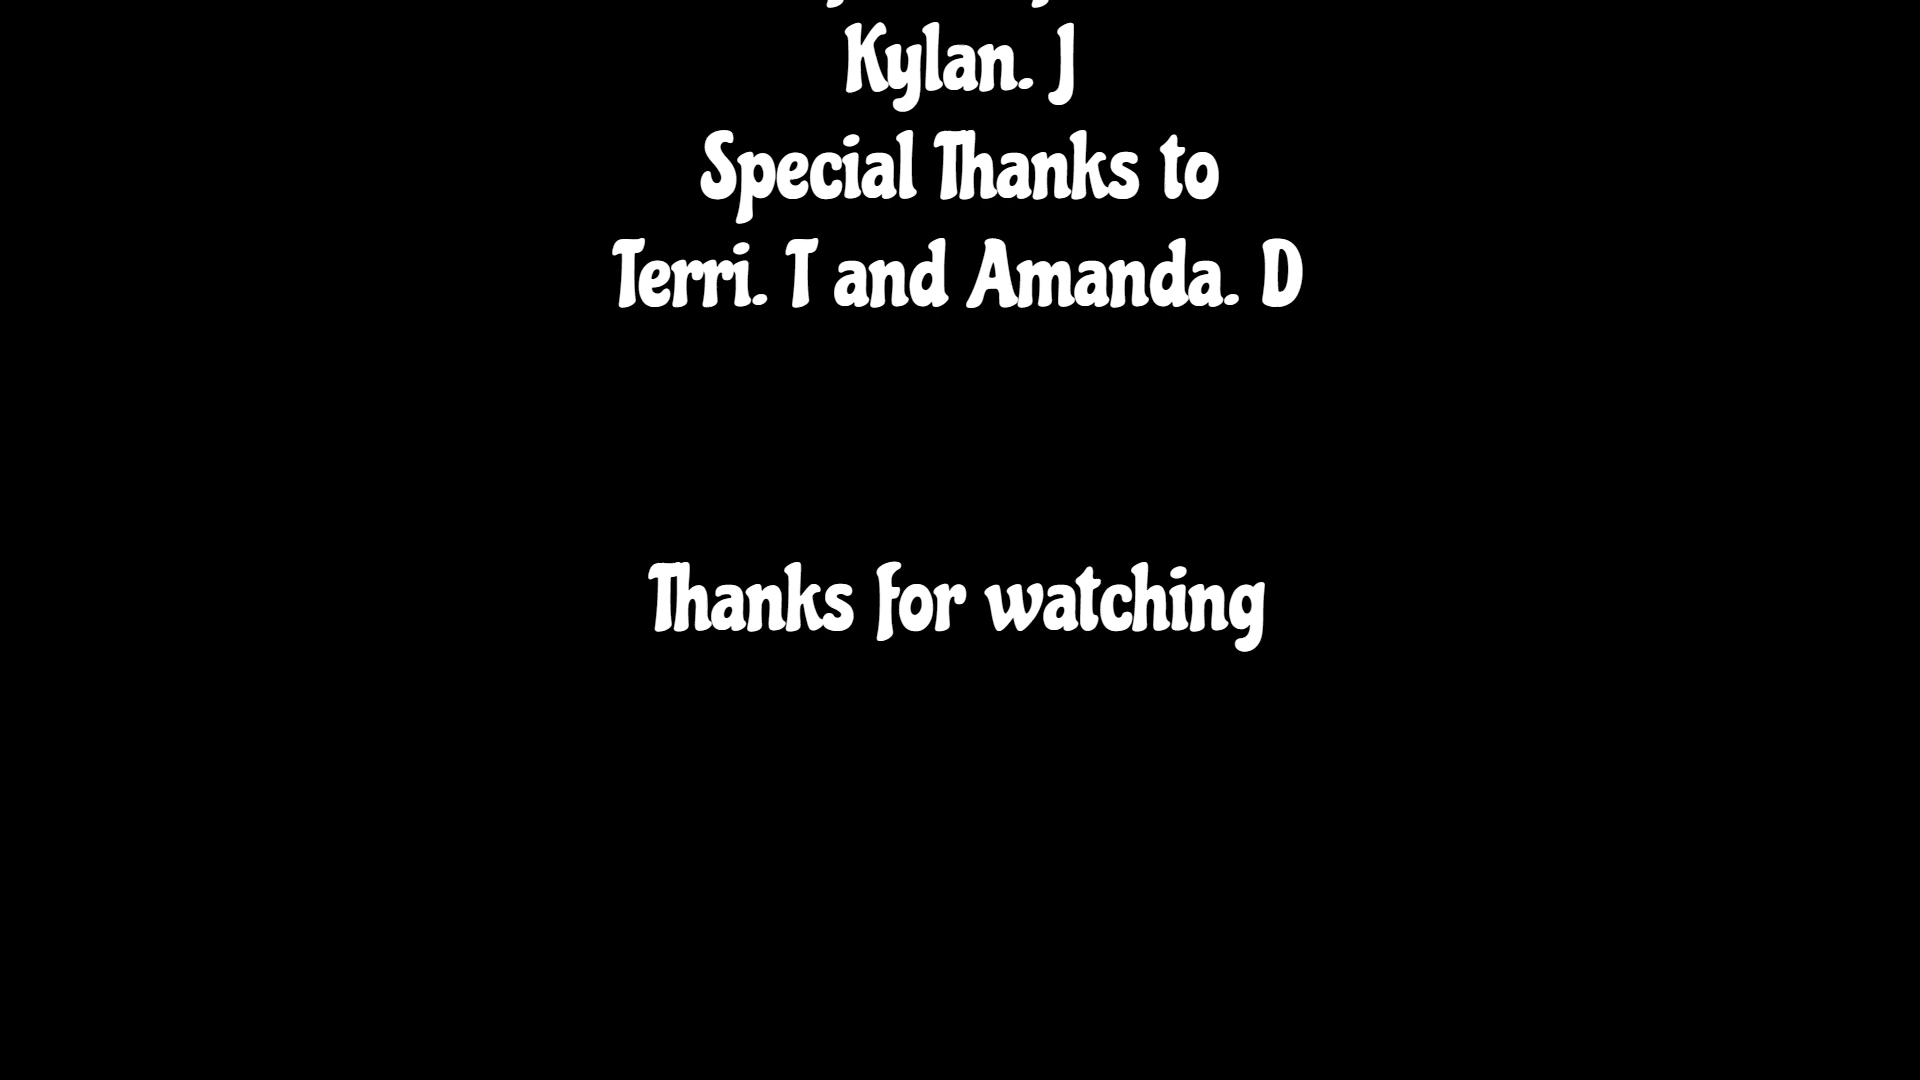 Kylan. J
Special Thanks to
Terri. T and Amanda. D
Thanks for watching